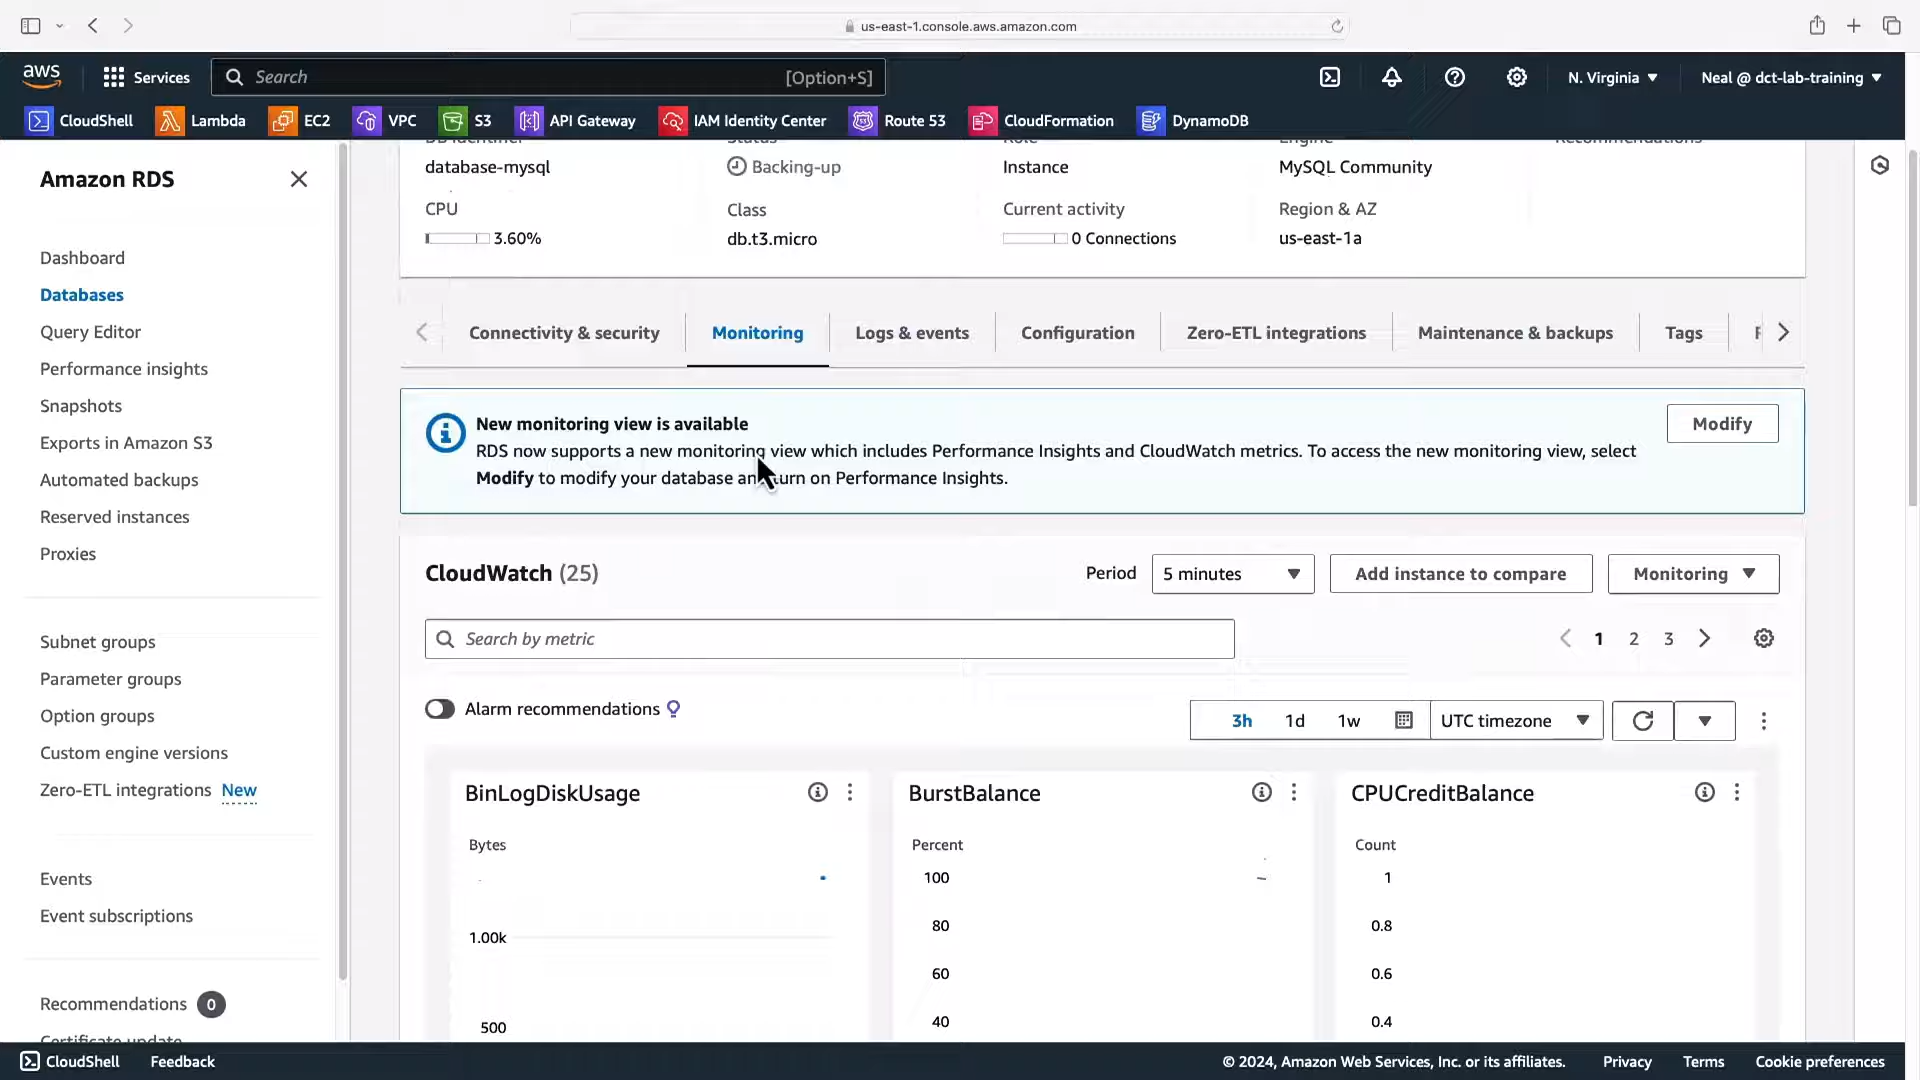 us-east-1.console.aws.amazon.com
aws
Services
Search
[Option+S]
N. Virginia
Neal @ dct-lab-training
CloudShell
Lambda
EC2
VPC
S3
API Gateway
IAM Identity Center
Route 53
CloudFormation
DynamoDB
Amazon RDS
Dashboard
Databases
Query Editor
Performance insights
Snapshots
Exports in Amazon S3
Automated backups
Reserved instances
Proxies
Subnet groups
Parameter groups
Option groups
Custom engine versions
Zero-ETL integrations New
Events
Event subscriptions
Recommendations 0
Certificate update
DB identifier
Status
Role
Engine
Recommendations
database-mysql
Backing-up
Instance
MySQL Community
CPU
Class
Current activity
Region & AZ
3.60%
db.t3.micro
0 Connections
us-east-1a
Connectivity & security
Monitoring
Logs & events
Configuration
Zero-ETL integrations
Maintenance & backups
Tags
New monitoring view is available
RDS now supports a new monitoring view which includes Performance Insights and CloudWatch metrics. To access the new monitoring view, select
Modify to modify your database and turn on Performance Insights.
Modify
CloudWatch (25)
Period
5 minutes
Add instance to compare
Monitoring
Search by metric
1 2 3
Alarm recommendations
3h 1d 1w
UTC timezone
BinLogDiskUsage
Bytes
1.00k
500
BurstBalance
Percent
100
80
60
40
CPUCreditBalance
Count
1
0.8
0.6
0.4
CloudShell
Feedback
© 2024, Amazon Web Services, Inc. or its affiliates.
Privacy
Terms
Cookie preferences